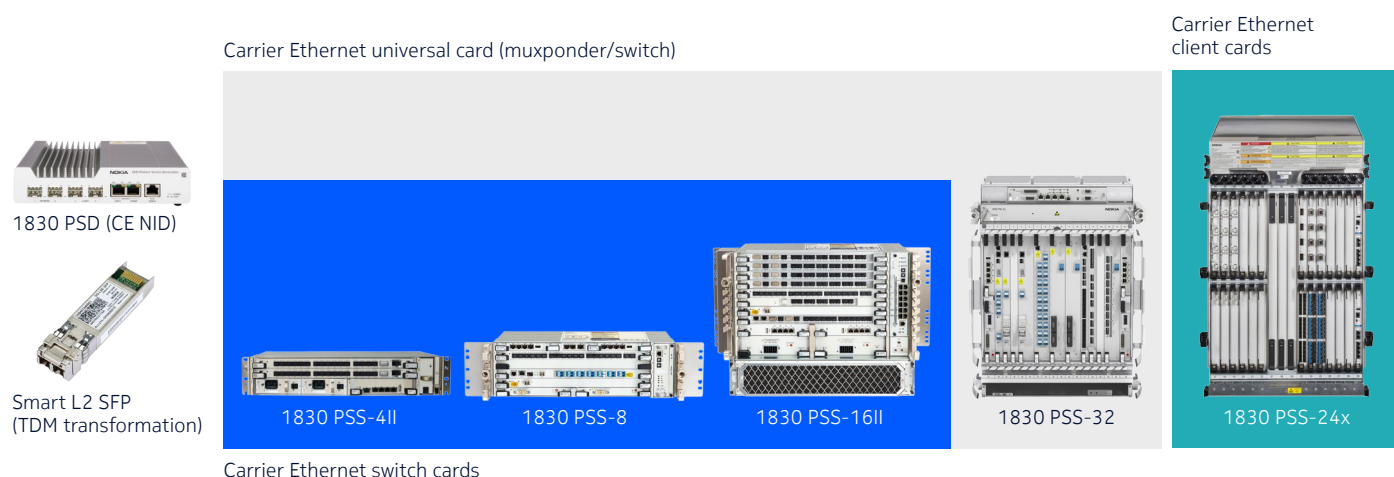 Carrier Ethernet
client cards
Carrier Ethernet universal card (muxponder/switch)
NOKIA
1830 PSD (CE NID)
NOKIA
Smart L2 SFP
(TDM transformation)
1830 PSS-4II
1830 PSS-8
1830 PSS-16II
1830 PSS-32
1830 PSS-24x
Carrier Ethernet switch cards